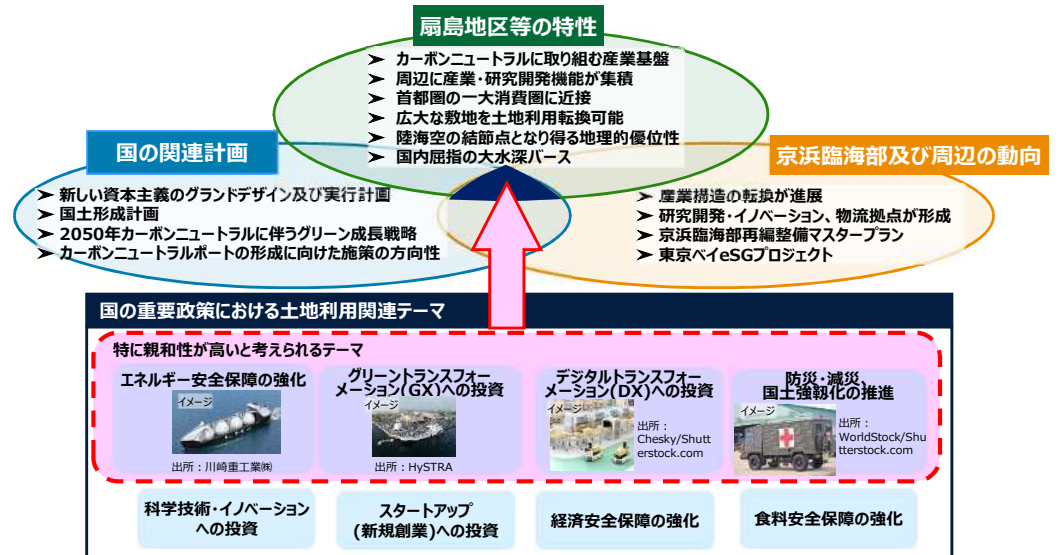 扇島地区等の特性
➤ カーボンニュートラルに取り組む産業基盤
➤ 周辺に産業・研究開発機能が集積
➤ 首都圏の一大消費圏に近接
➤ 広大な敷地を土地利用転換可能
➤ 陸海空の結節点となり得る地理的優位性
➤ 国内屈指の大水深バース
国の関連計画
➤ 新しい資本主義のグランドデザイン及び実行計画
➤ 国土形成計画
➤ 2050年カーボンニュートラルに伴うグリーン成長戦略
➤ カーボンニュートラルポートの形成に向けた施策の方向性
京浜臨海部及び周辺の動向
➤ 産業構造の転換が進展
➤ 研究開発・イノベーション、物流拠点が形成
➤ 京浜臨海部再編整備マスタープラン
➤ 東京ベイeSGプロジェクト
国の重要政策における土地利用関連テーマ
特に親和性が高いと考えられるテーマ
エネルギー安全保障の強化
イメージ
出所：川崎重工業㈱
グリーントランスフォー
メーション(GX)への投資
イメージ
出所：HySTRA
デジタルトランスフォー
メーション(DX)への投資
イメージ
出所：
Chesky/Shutt
erstock.com
防災・減災、
国土強靱化の推進
イメージ
出所：
WorldStock/Shu
tterstock.com
科学技術・イノベーション
への投資
スタートアップ
(新規創業)への投資
経済安全保障の強化
食料安全保障の強化